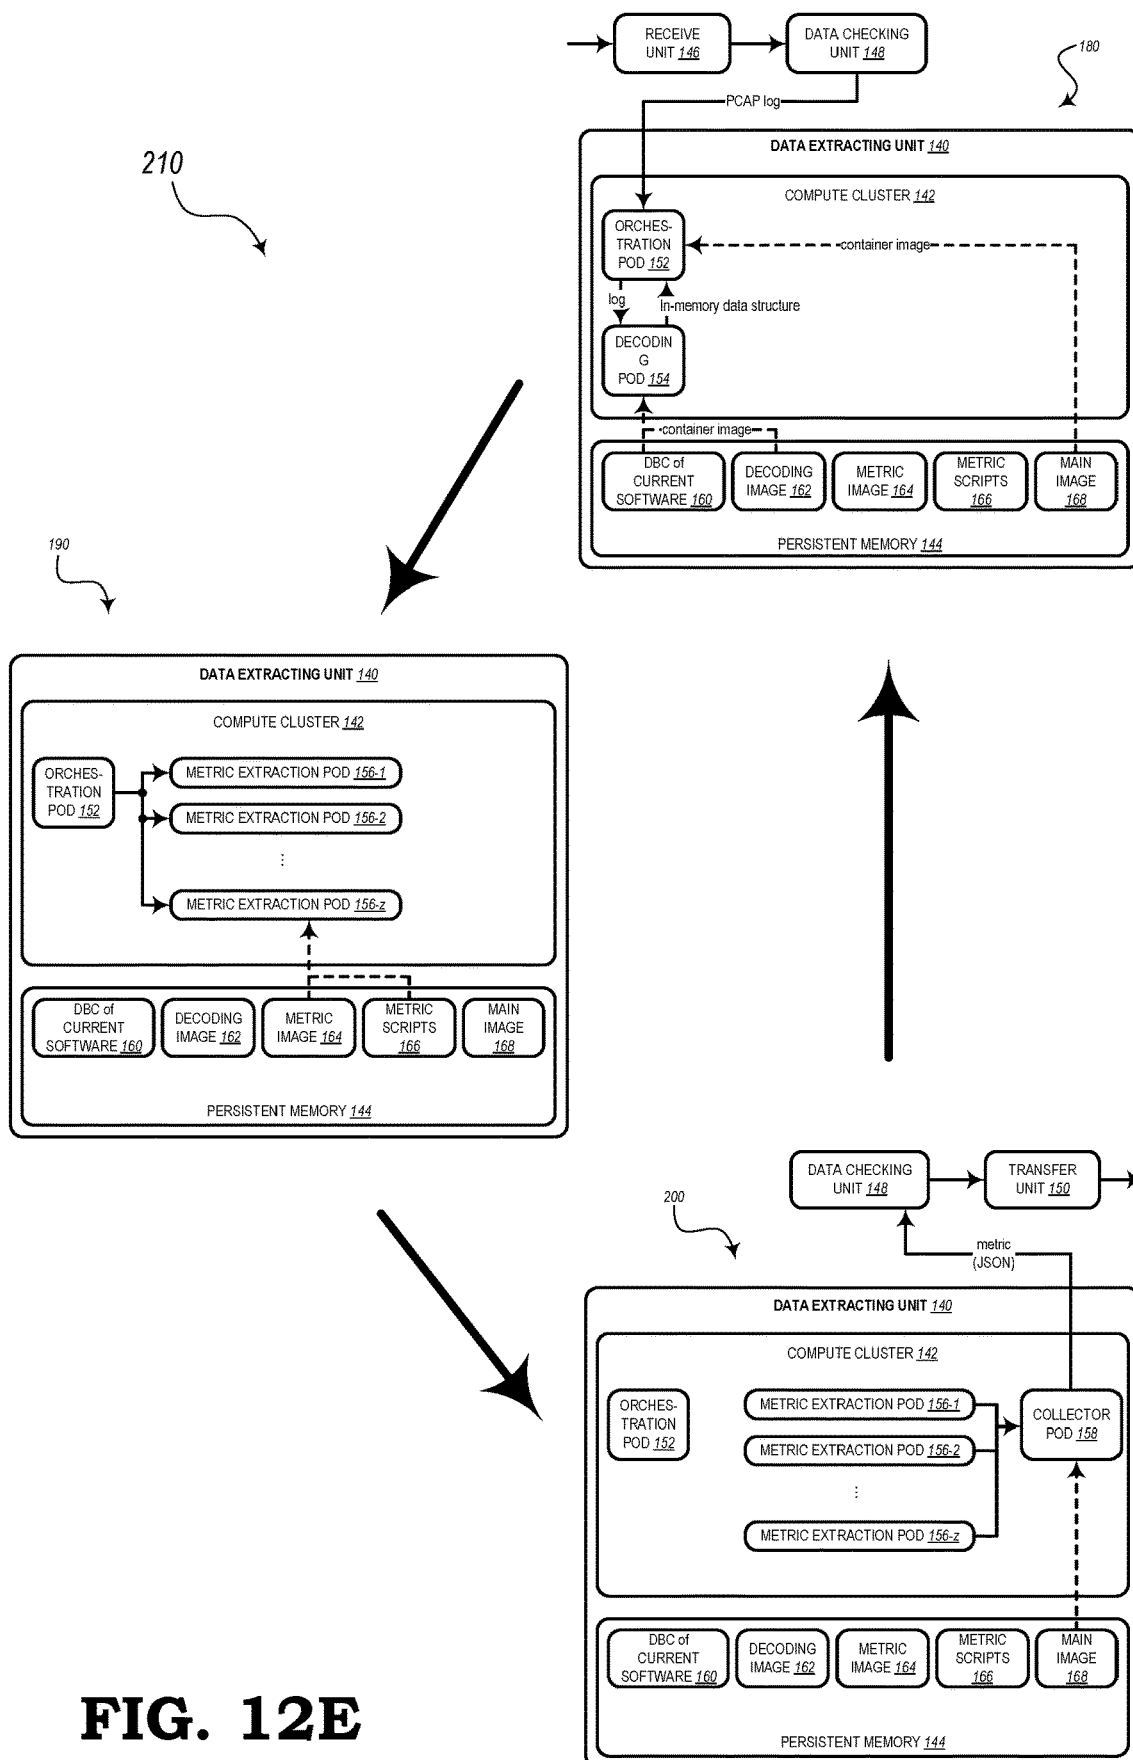 RECEIVE
UNIT 146
DATA CHECKING
UNIT 148
180
PCAP log
210
DATA EXTRACTING UNIT 140
COMPUTE CLUSTER 142
ORCHES-
TRATION
POD 152
container image
log
In-memory data structure
DECODIN
G
POD 154
container image
DBC of
CURRENT
SOFTWARE 160
DECODING
IMAGE 162
METRIC
IMAGE 164
METRIC
SCRIPTS
166
MAIN
IMAGE
168
PERSISTENT MEMORY 144
190
DATA EXTRACTING UNIT 140
COMPUTE CLUSTER 142
ORCHES-
TRATION
POD 152
METRIC EXTRACTION POD 156-1
METRIC EXTRACTION POD 156-2
⋮
METRIC EXTRACTION POD 156-z
DBC of
CURRENT
SOFTWARE 160
DECODING
IMAGE 162
METRIC
IMAGE 164
METRIC
SCRIPTS
166
MAIN
IMAGE
168
PERSISTENT MEMORY 144
DATA CHECKING
UNIT 148
TRANSFER
UNIT 150
200
metric
(JSON)
DATA EXTRACTING UNIT 140
COMPUTE CLUSTER 142
ORCHES-
TRATION
POD 152
METRIC EXTRACTION POD 156-1
METRIC EXTRACTION POD 156-2
⋮
METRIC EXTRACTION POD 156-z
COLLECTOR
POD 158
DBC of
CURRENT
SOFTWARE 160
DECODING
IMAGE 162
METRIC
IMAGE 164
METRIC
SCRIPTS
166
MAIN
IMAGE
168
PERSISTENT MEMORY 144
FIG. 12E